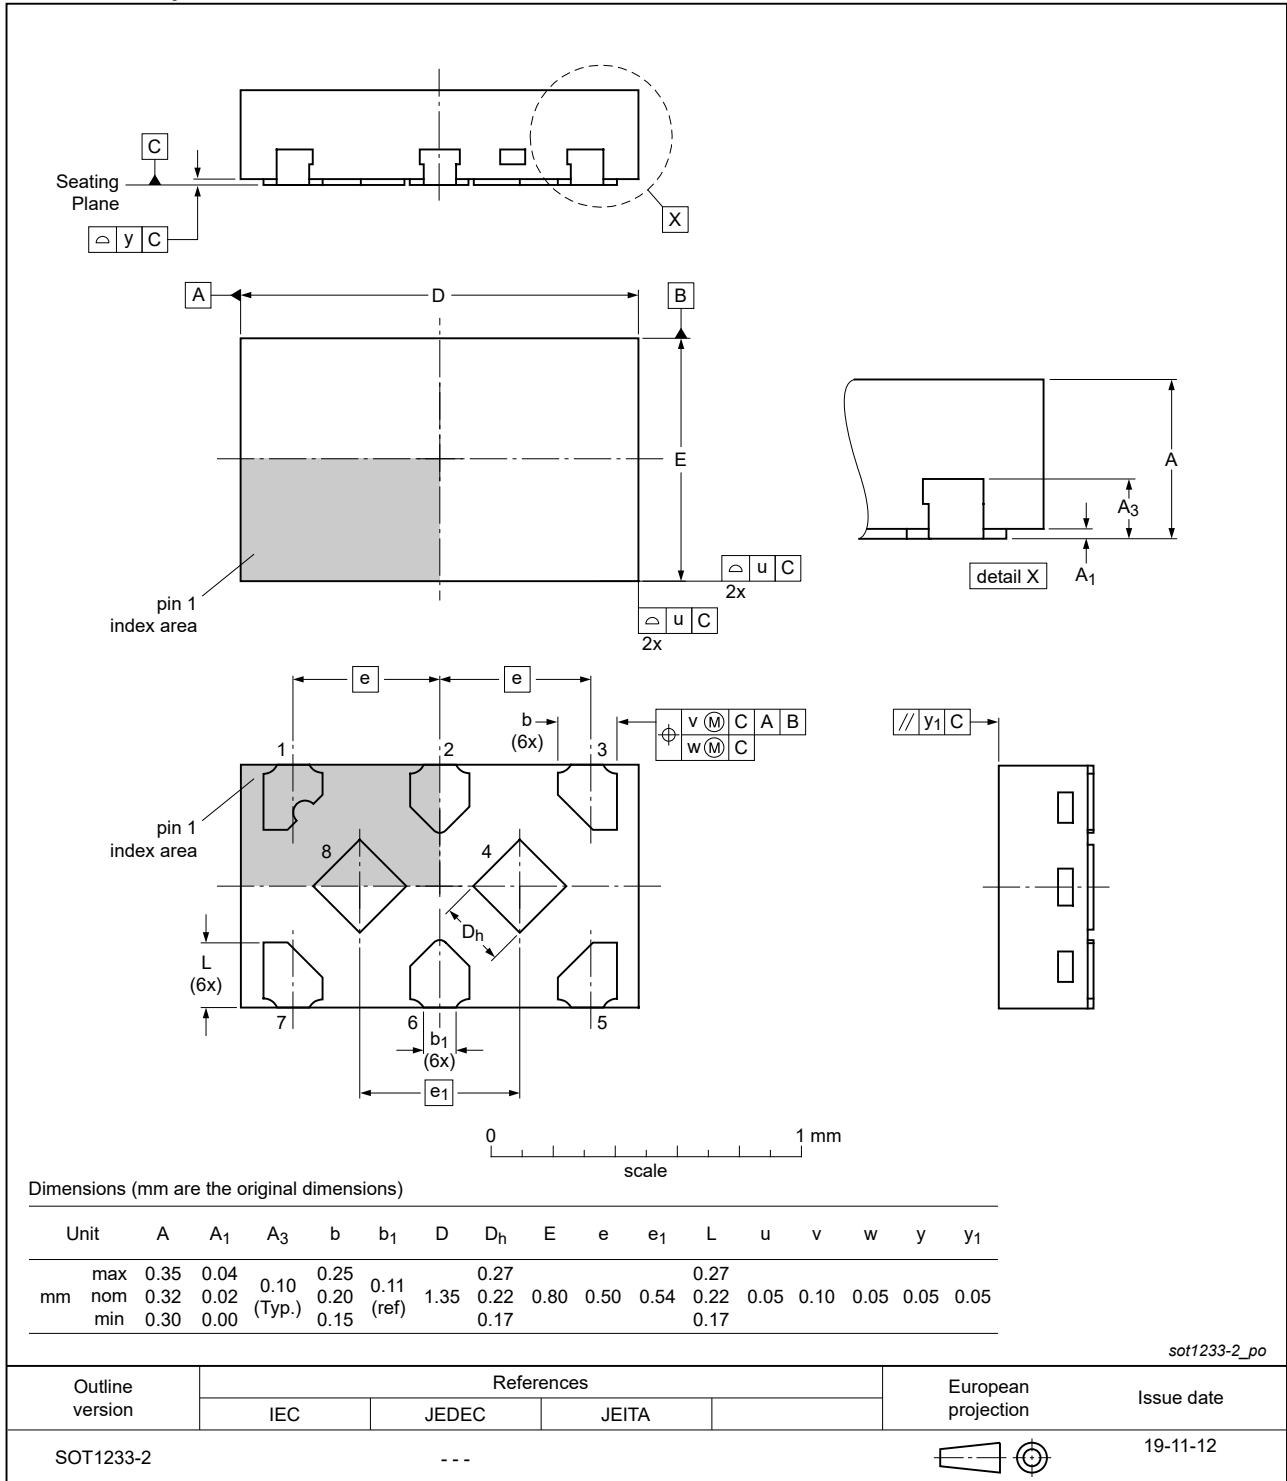 C
Seating
Plane
⌓ y C
X
A
D
B
E
A
A3
pin 1
index area
⌓ u C
2x
⌓ u C
2x
detail X
A1
e
e
b
(6x)
⌖ v Ⓜ C A B
w Ⓜ C
// y1 C
1
2
3
pin 1
index area
8
4
Dh
L
(6x)
7
6
5
b1
(6x)
e1
0
1 mm
scale
Dimensions (mm are the original dimensions)
Unit A A1 A3 b b1 D Dh E e e1 L u v w y y1
max 0.35 0.04 0.10 0.25 0.11 0.27 0.27
mm nom 0.32 0.02 (Typ.) 0.20 (ref) 1.35 0.22 0.80 0.50 0.54 0.22 0.05 0.10 0.05 0.05 0.05
min 0.30 0.00 0.15 0.17 0.17
sot1233-2_po
Outline
version
References
IEC JEDEC JEITA
European
projection
Issue date
SOT1233-2
- - -
19-11-12